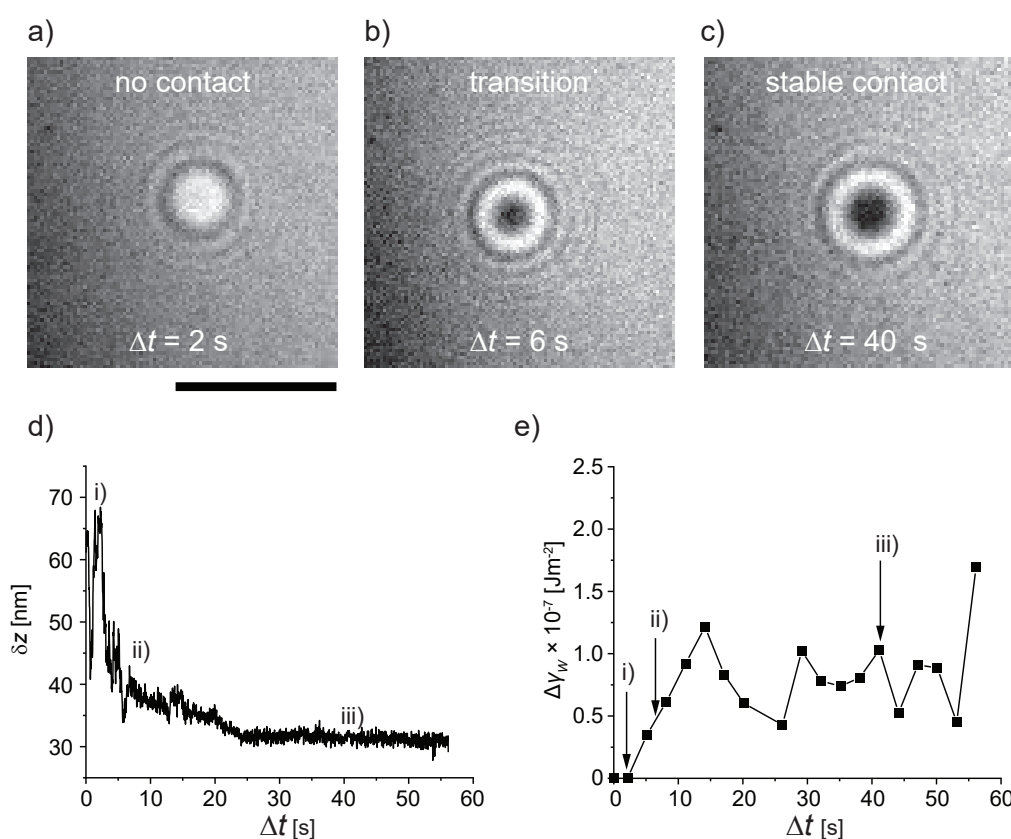 a)
b)
c)
no contact
transition
stable contact
Δt = 2 s
Δt = 6 s
Δt = 40 s
d)
e)
δz [nm]
70
60
50
40
30
i)
ii)
iii)
0 10 20 30 40 50 60
Δt [s]
Δγw × 10-7 [Jm-2]
2.5
2.0
1.5
1.0
0.5
0
i)
ii)
iii)
0 10 20 30 40 50 60
Δt [s]